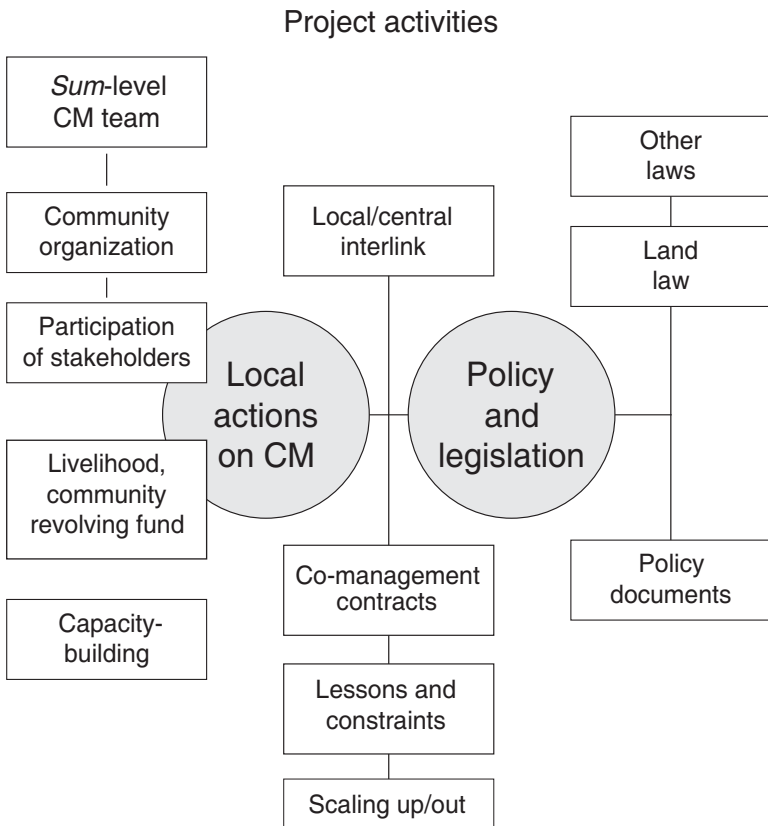 Project activities
Sum-level
CM team
Community
organization
Participation
of stakeholders
Livelihood,
community
revolving fund
Capacity-
building
Local
actions
on CM
Local/central
interlink
Policy
and
legislation
Co-management
contracts
Lessons and
constraints
Scaling up/out
Other
laws
Land
law
Policy
documents